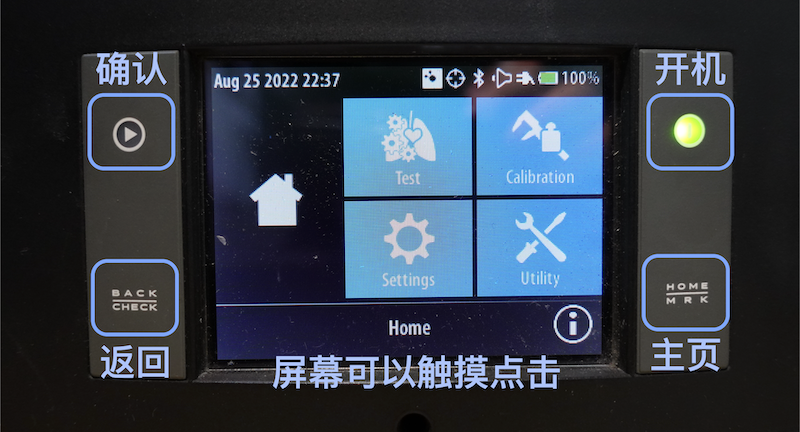 确认
开机
Aug 25 2022 22:37
100%
Test
Calibration
BACK
CHECK
Settings
Utility
HOME
MRK
Home
返回
主页
屏幕可以触摸点击